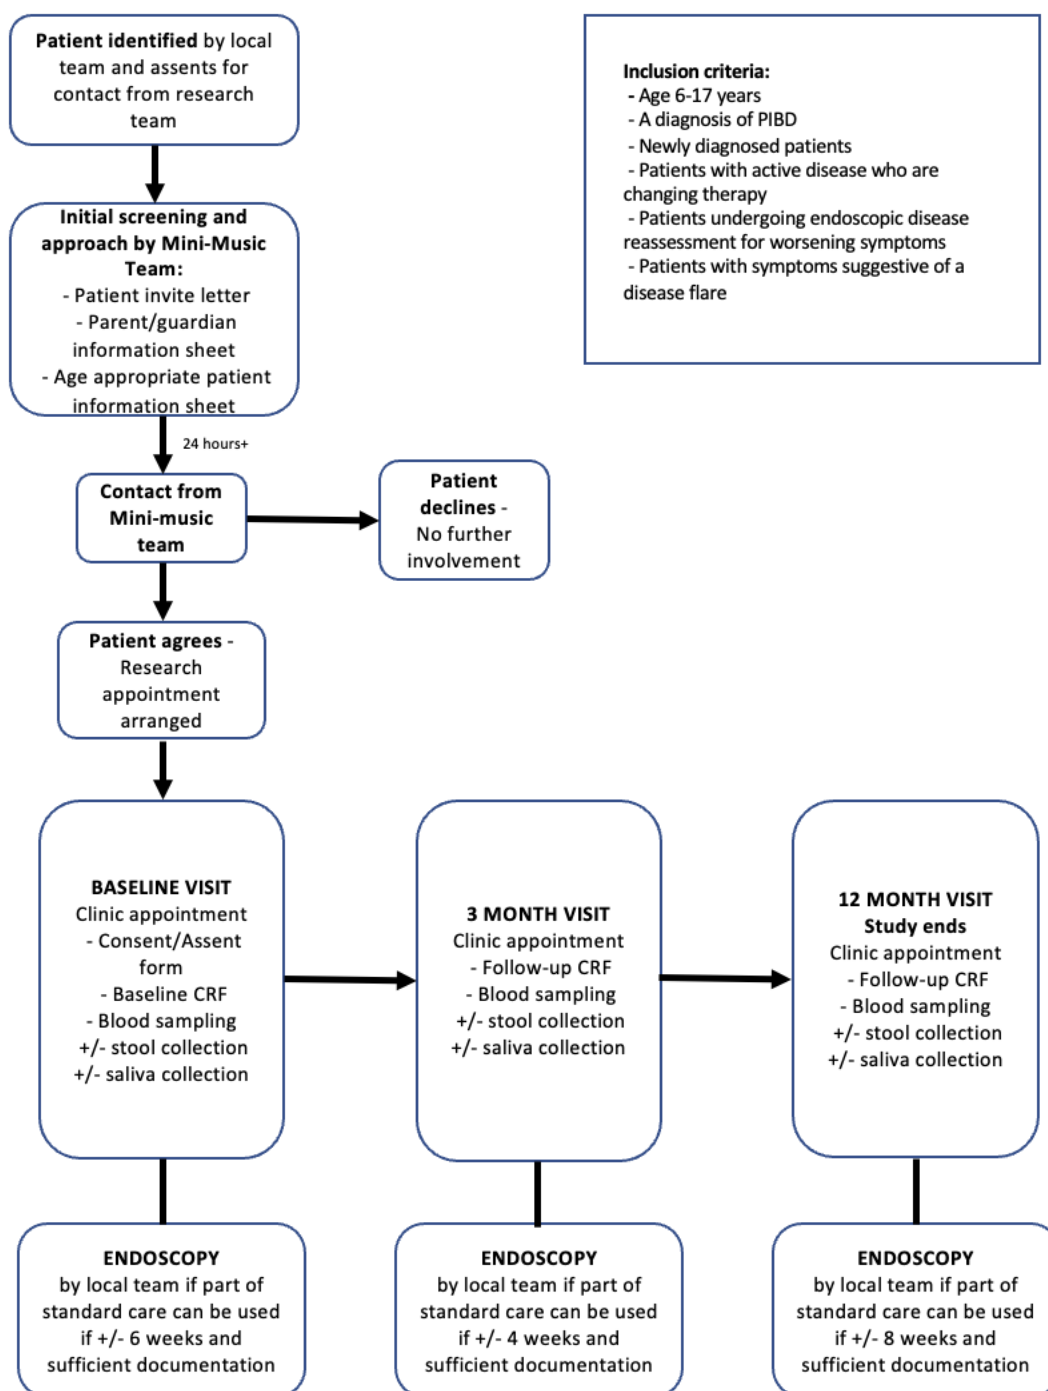 Patient identified by local
team and assents for
contact from research
team
Inclusion criteria:
- Age 6-17 years
- A diagnosis of PIBD
- Newly diagnosed patients
- Patients with active disease who are
changing therapy
- Patients undergoing endoscopic disease
reassessment for worsening symptoms
- Patients with symptoms suggestive of a
disease flare
Initial screening and
approach by Mini-Music
Team:
- Patient invite letter
- Parent/guardian
information sheet
- Age appropriate patient
information sheet
24 hours+
Contact from
Mini-music
team
Patient
declines -
No further
involvement
Patient agrees -
Research
appointment
arranged
BASELINE VISIT
Clinic appointment
- Consent/Assent
form
- Baseline CRF
- Blood sampling
+/- stool collection
+/- saliva collection
3 MONTH VISIT
Clinic appointment
- Follow-up CRF
- Blood sampling
+/- stool collection
+/- saliva collection
12 MONTH VISIT
Study ends
Clinic appointment
- Follow-up CRF
- Blood sampling
+/- stool collection
+/- saliva collection
ENDOSCOPY
by local team if part of
standard care can be used
if +/- 6 weeks and
sufficient documentation
ENDOSCOPY
by local team if part of
standard care can be used
if +/- 4 weeks and
sufficient documentation
ENDOSCOPY
by local team if part of
standard care can be used
if +/- 8 weeks and
sufficient documentation